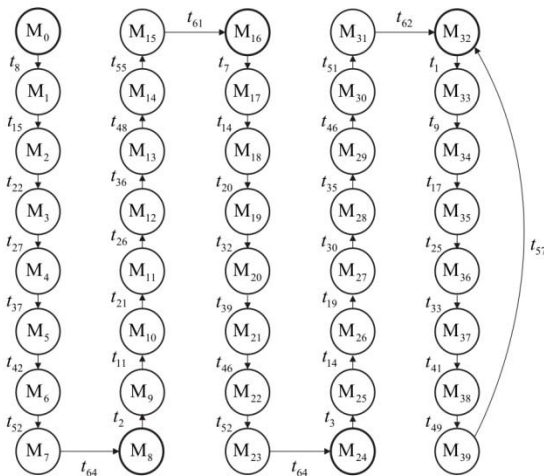 M0 M15 t61 M16 M31 t62 M32
t8 t55 t7 t51 t1
M1 M14 M17 M30 M33
t15 t48 t14 t46 t9
M2 M13 M18 M29 M34
t22 t36 t20 t35 t17
M3 M12 M19 M28 M35
t27 t26 t32 t30 t25 t57
M4 M11 M20 M27 M36
t37 t21 t39 t19 t33
M5 M10 M21 M26 M37
t42 t11 t46 t14 t41
M6 M9 M22 M25 M38
t52 t2 t52 t3 t49
M7 t64 M8 M23 t64 M24 M39